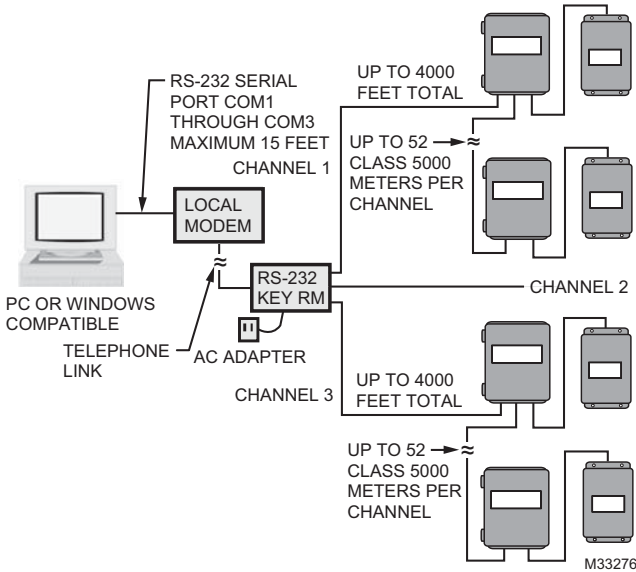 RS-232 SERIAL
PORT COM1
THROUGH COM3
MAXIMUM 15 FEET
CHANNEL 1
UP TO 4000
FEET TOTAL
UP TO 52
CLASS 5000
METERS PER
CHANNEL
LOCAL
MODEM
RS-232
KEY RM
CHANNEL 2
PC OR WINDOWS
COMPATIBLE
TELEPHONE
LINK
AC ADAPTER
CHANNEL 3
UP TO 4000
FEET TOTAL
UP TO 52
CLASS 5000
METERS PER
CHANNEL
M33276